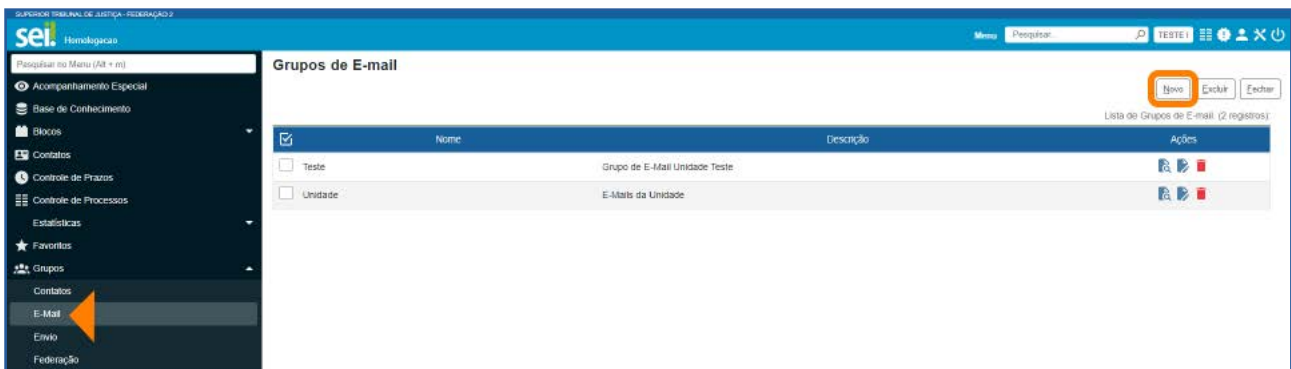 SUPERIOR TRIBUNAL DE JUSTIÇA - FEDERAÇÃO 2
sei. Homologacao
Menu Pesquisar... TESTE I
Pesquisar no Menu (Alt + m)
Acompanhamento Especial
Base de Conhecimento
Blocos
Contatos
Controle de Prazos
Controle de Processos
Estatísticas
Favoritos
Grupos
Contatos
E-Mail
Envio
Federação
Grupos de E-mail
Novo Excluir Fechar
Lista de Grupos de E-mail (2 registros):
Nome Descrição Ações
Teste Grupo de E-Mail Unidade Teste
Unidade E-Mails da Unidade